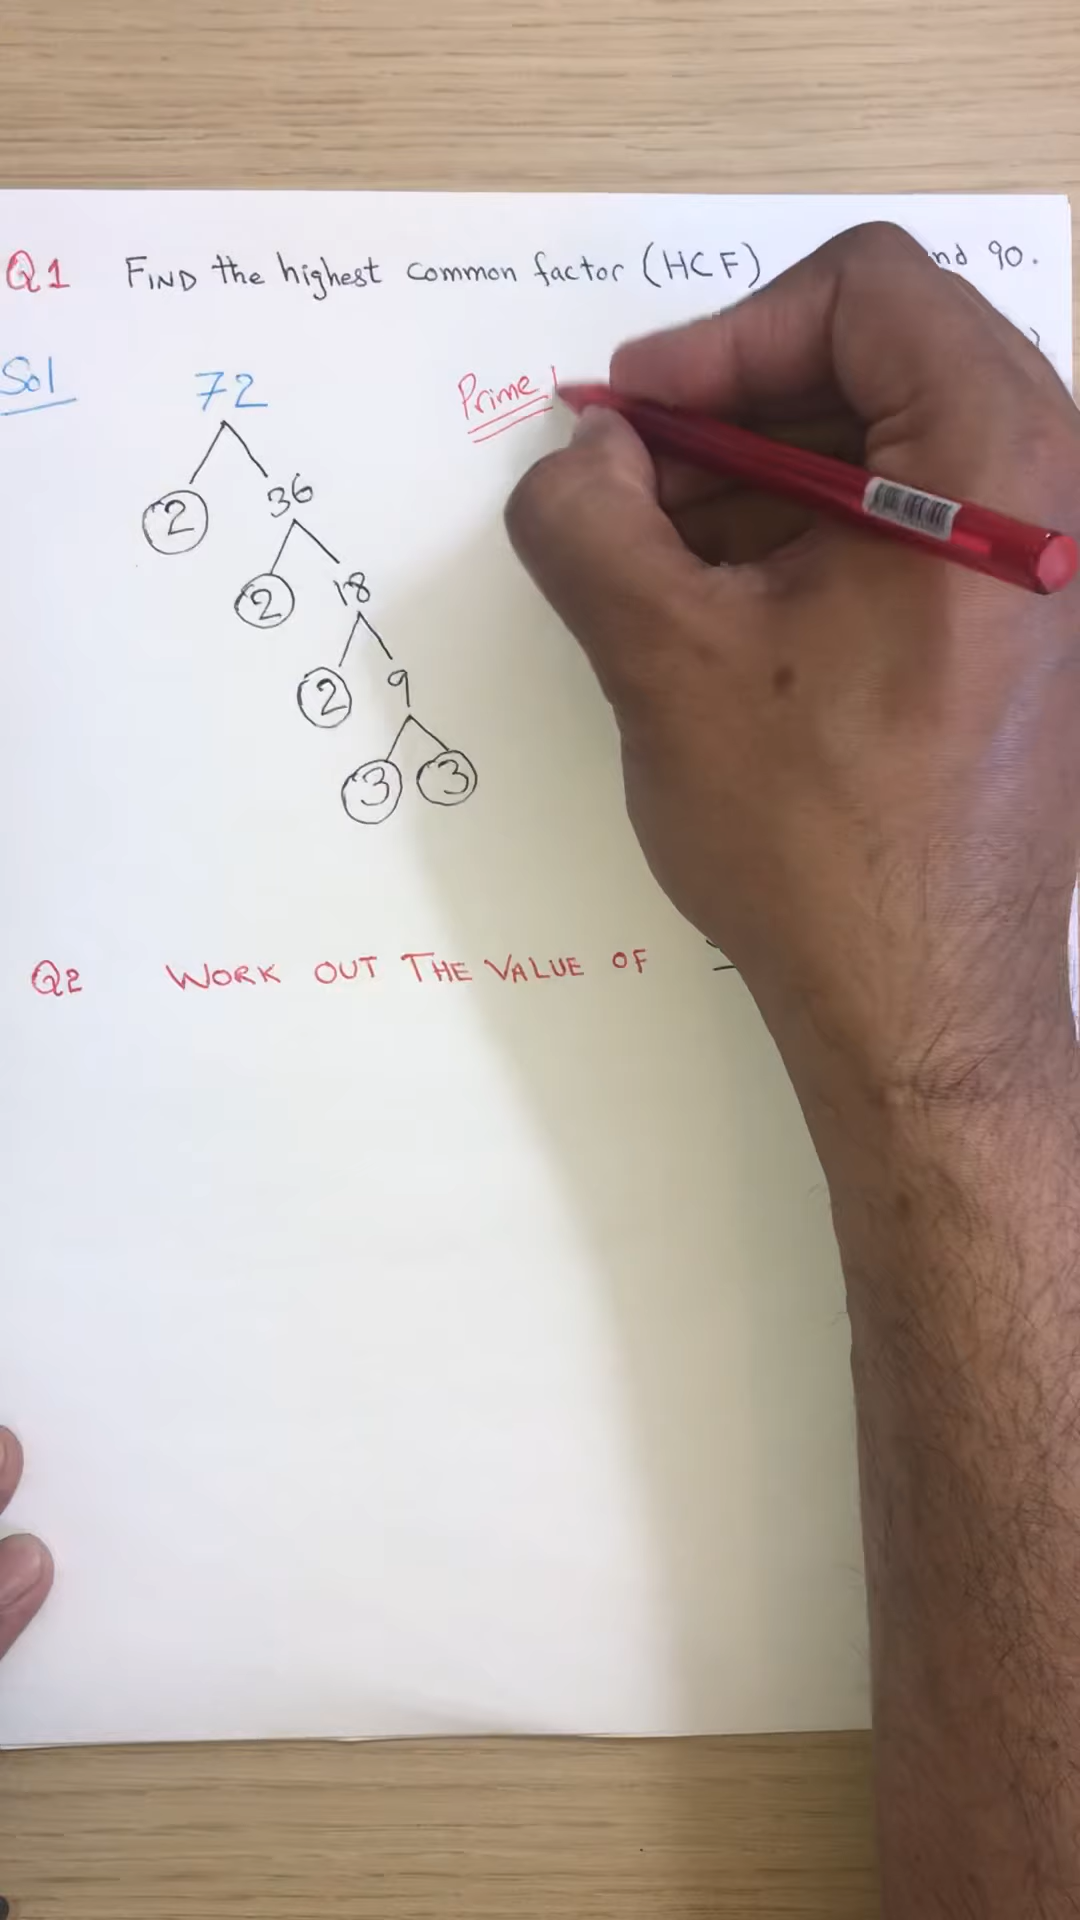 Q1 FIND the highest common factor (HCF) nd 90.
Sol 72
Prime
2 36
2 18
2 9
3 3
Q2 WORK OUT THE VALUE OF